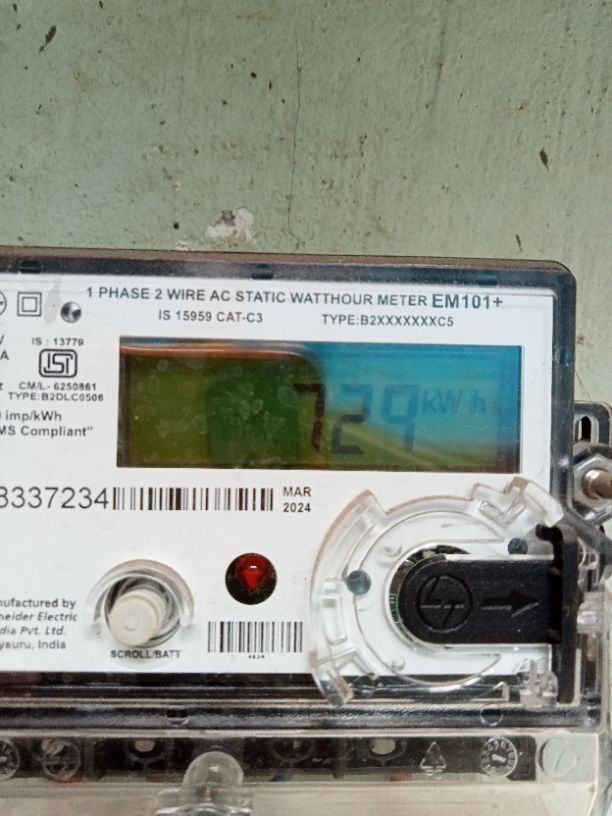 1 PHASE 2 WIRE AC STATIC WATTHOUR METER EM101+
IS 15959 CAT-C3 TYPE:B2XXXXXXXC5
IS : 13779
ISI
CM/L- 6250861
TYPE:B2DLC0506
imp/kWh
MS Compliant"
729 kWh
8337234
MAR
2024
nufactured by
neider Electric
dia Pvt. Ltd.
ysuru, India
SCROLL/BATT